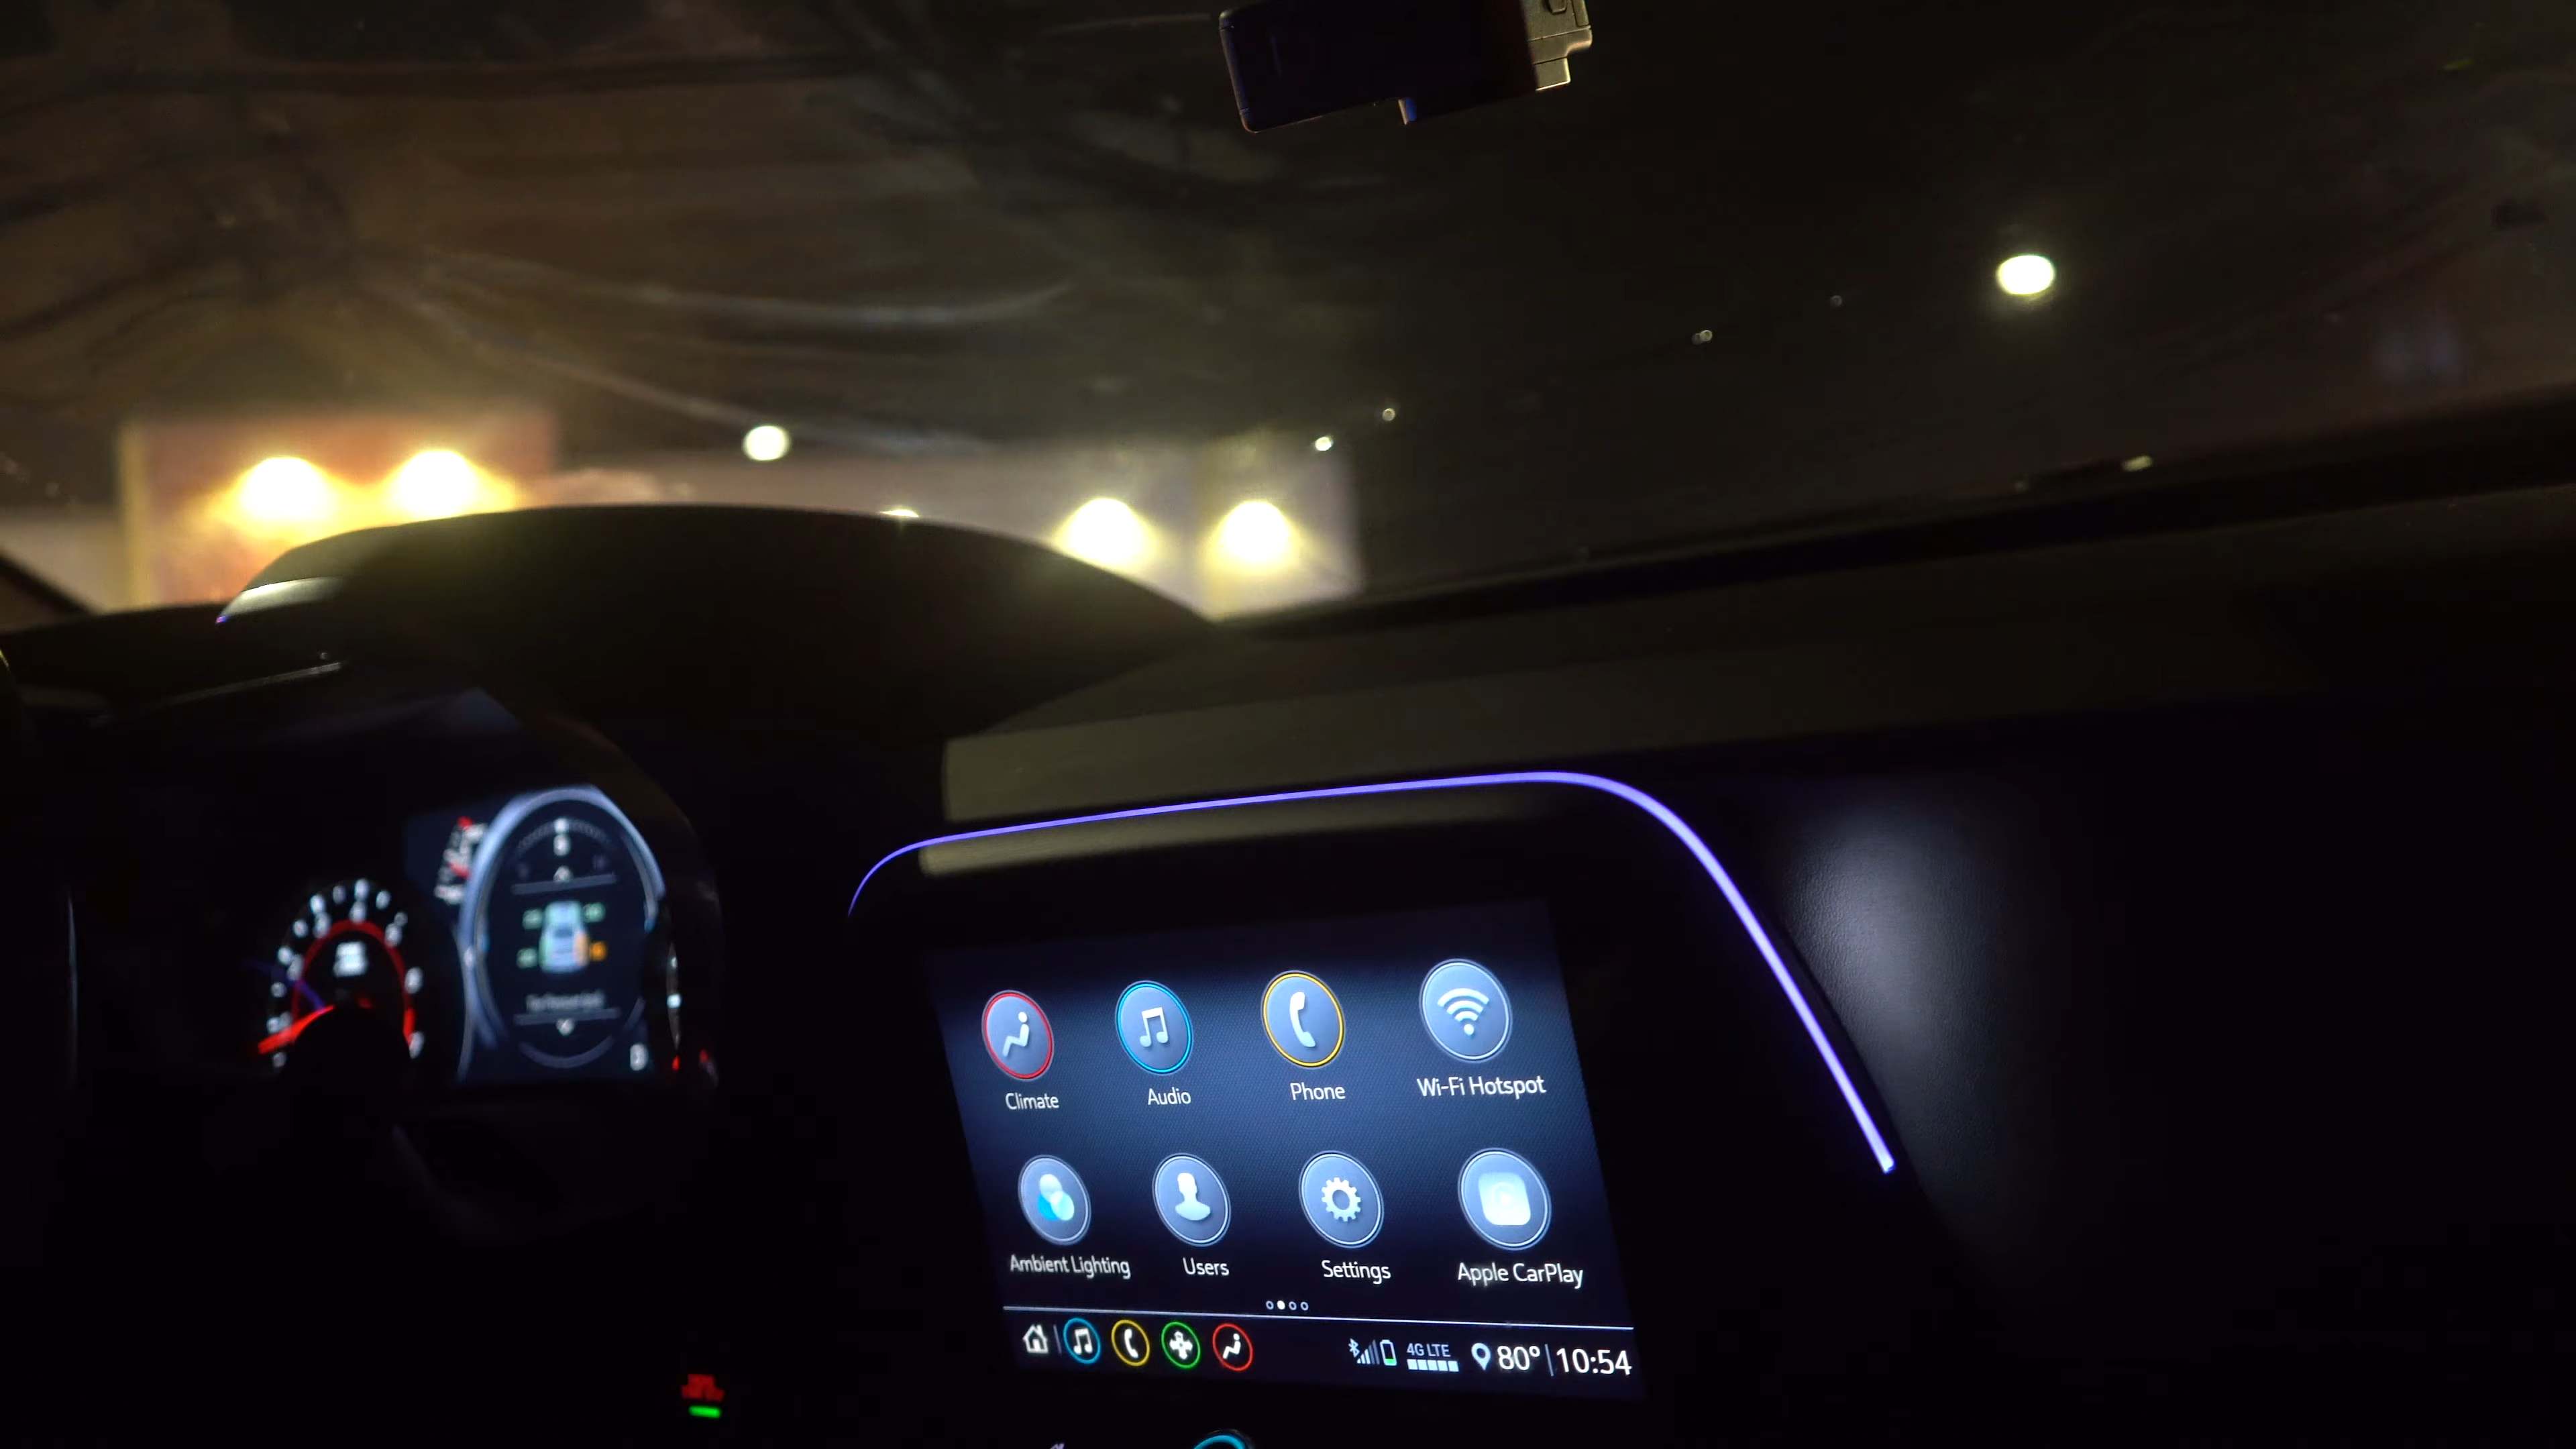 Climate
Audio
Phone
Wi-Fi Hotspot
Ambient Lighting
Users
Settings
Apple CarPlay
4G LTE
80°
10:54